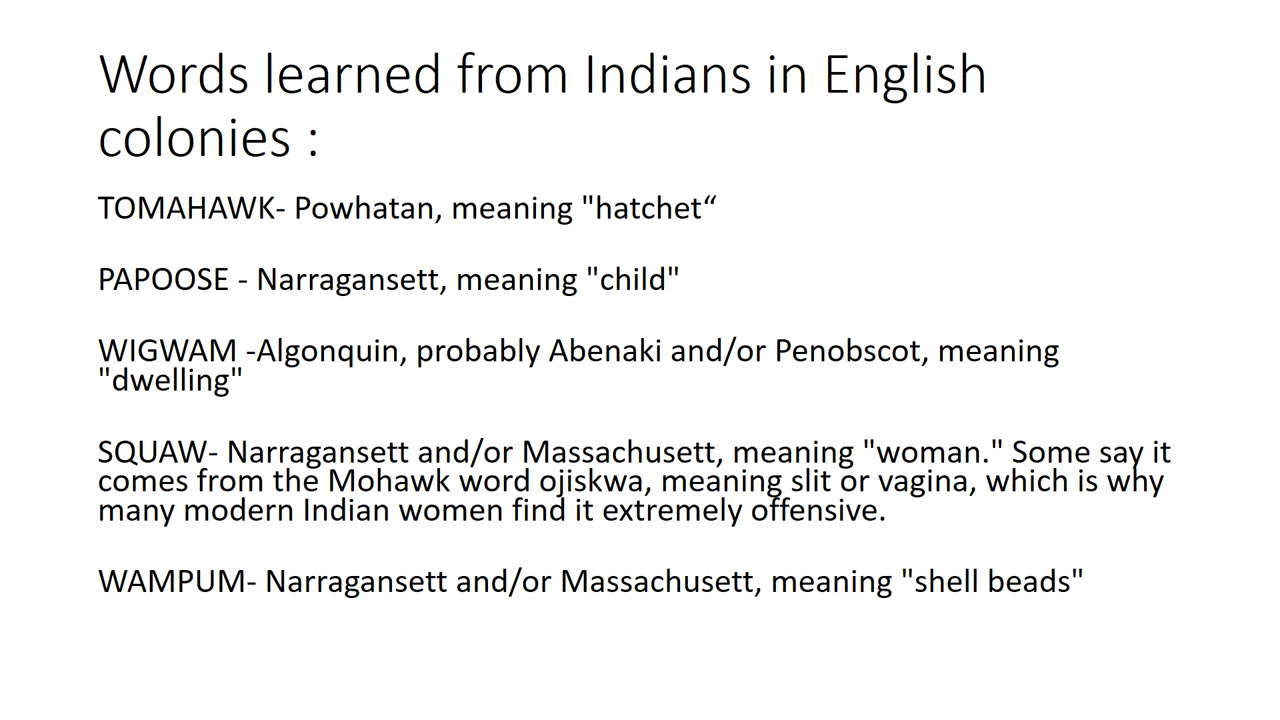 Words learned from Indians in English
colonies :
TOMAHAWK- Powhatan, meaning "hatchet“
PAPOOSE - Narragansett, meaning "child"
WIGWAM -Algonquin, probably Abenaki and/or Penobscot, meaning
"dwelling"
SQUAW- Narragansett and/or Massachusett, meaning "woman." Some say it
comes from the Mohawk word ojiskwa, meaning slit or vagina, which is why
many modern Indian women find it extremely offensive.
WAMPUM- Narragansett and/or Massachusett, meaning "shell beads"